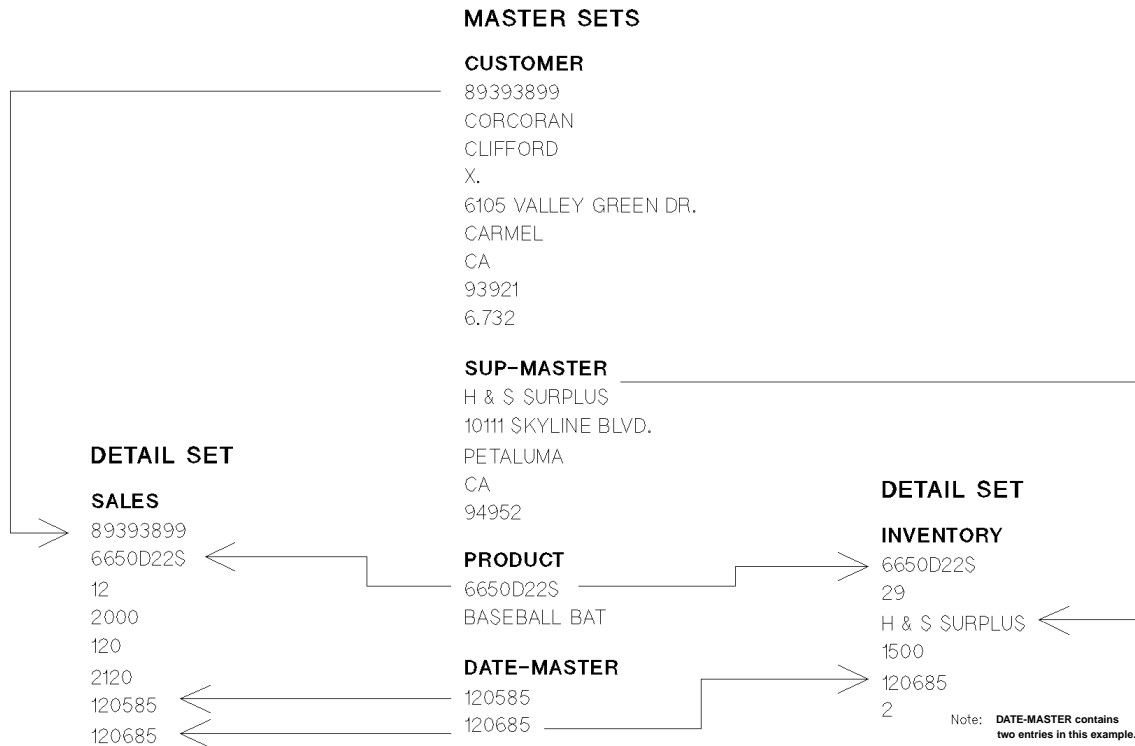 MASTER SETS
CUSTOMER
89393899
CORCORAN
CLIFFORD
X.
6105 VALLEY GREEN DR.
CARMEL
CA
93921
6.732
SUP-MASTER
H & S SURPLUS
10111 SKYLINE BLVD.
PETALUMA
CA
94952
PRODUCT
6650D22S
BASEBALL BAT
DATE-MASTER
120585
120685
DETAIL SET
SALES
89393899
6650D22S
12
2000
120
2120
120585
120685
DETAIL SET
INVENTORY
6650D22S
29
H & S SURPLUS
1500
120685
2
Note: DATE-MASTER contains
two entries in this example.